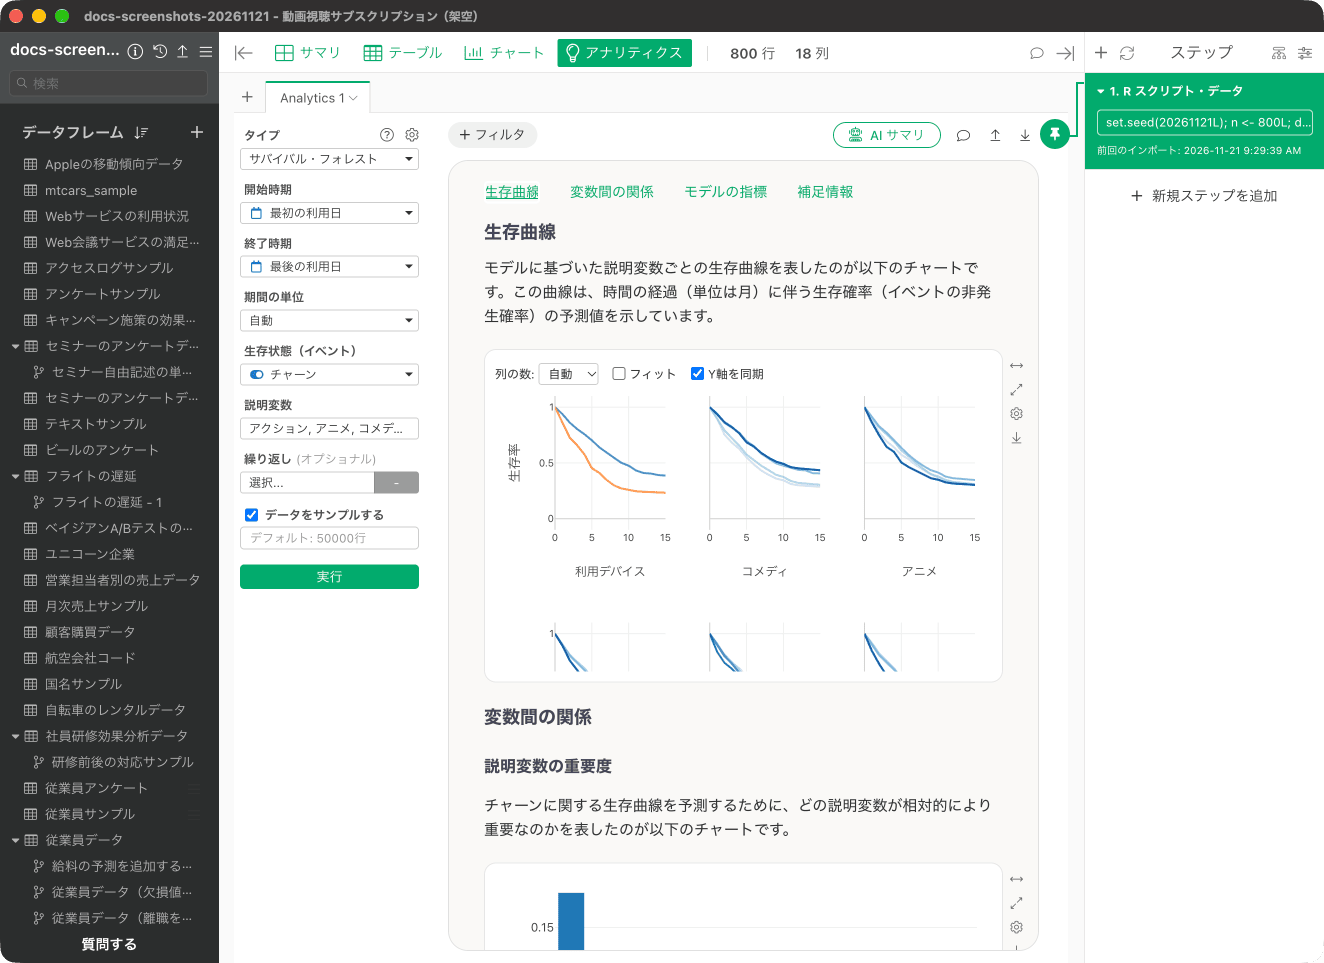 docs-screenshots-20261121 - 動画視聴サブスクリプション（架空）
docs-screen...
検索
データフレーム
Appleの移動傾向データ
mtcars_sample
Webサービスの利用状況
Web会議サービスの満足…
アクセスログサンプル
アンケートサンプル
キャンペーン施策の効果…
セミナーのアンケートデ…
セミナー自由記述の単…
セミナーのアンケートデ…
テキストサンプル
ビールのアンケート
フライトの遅延
フライトの遅延 - 1
ベイジアンA/Bテストの…
ユニコーン企業
営業担当者別の売上データ
月次売上サンプル
顧客購買データ
航空会社コード
国名サンプル
自転車のレンタルデータ
社員研修効果分析データ
研修前後の対応サンプル
従業員アンケート
従業員サンプル
従業員データ
給料の予測を追加する…
従業員データ（欠損値…
従業員データ（離職を…
質問する
サマリ
テーブル
チャート
アナリティクス
800 行
18 列
Analytics 1
タイプ
サバイバル・フォレスト
開始時期
最初の利用日
終了時期
最後の利用日
期間の単位
自動
生存状態（イベント）
チャーン
説明変数
アクション, アニメ, コメデ...
繰り返し (オプショナル)
選択...
-
データをサンプルする
デフォルト: 50000行
実行
フィルタ
AI サマリ
生存曲線
変数間の関係
モデルの指標
補足情報
生存曲線
モデルに基づいた説明変数ごとの生存曲線を表したのが以下のチャートで
す。この曲線は、時間の経過（単位は月）に伴う生存確率（イベントの非発
生確率）の予測値を示しています。
列の数:
自動
フィット
Y軸を同期
生存率
1
0.5
0
0 5 10 15
0 5 10 15
0 5 10 15
利用デバイス
コメディ
アニメ
1
変数間の関係
説明変数の重要度
チャーンに関する生存曲線を予測するために、どの説明変数が相対的により
重要なのかを表したのが以下のチャートです。
0.15
ステップ
1. R スクリプト・データ
set.seed(20261121L); n <- 800L; d...
前回のインポート: 2026-11-21 9:29:39 AM
新規ステップを追加